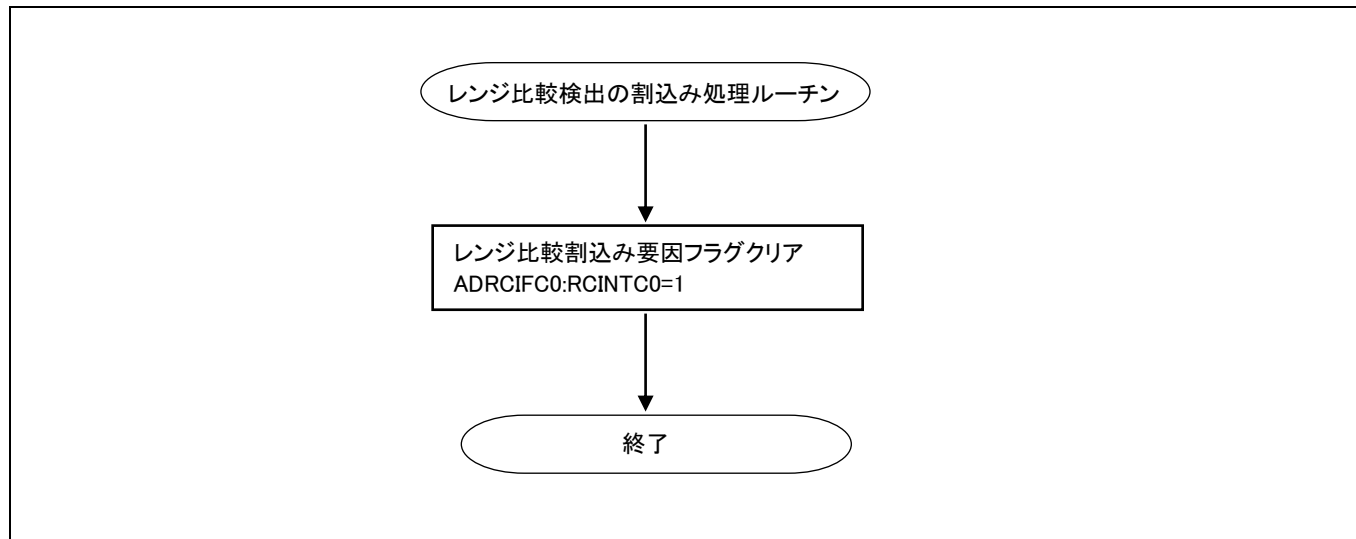 レンジ比較検出の割込み処理ルーチン
レンジ比較割込み要因フラグクリア
ADRCIFC0:RCINTC0=1
終了